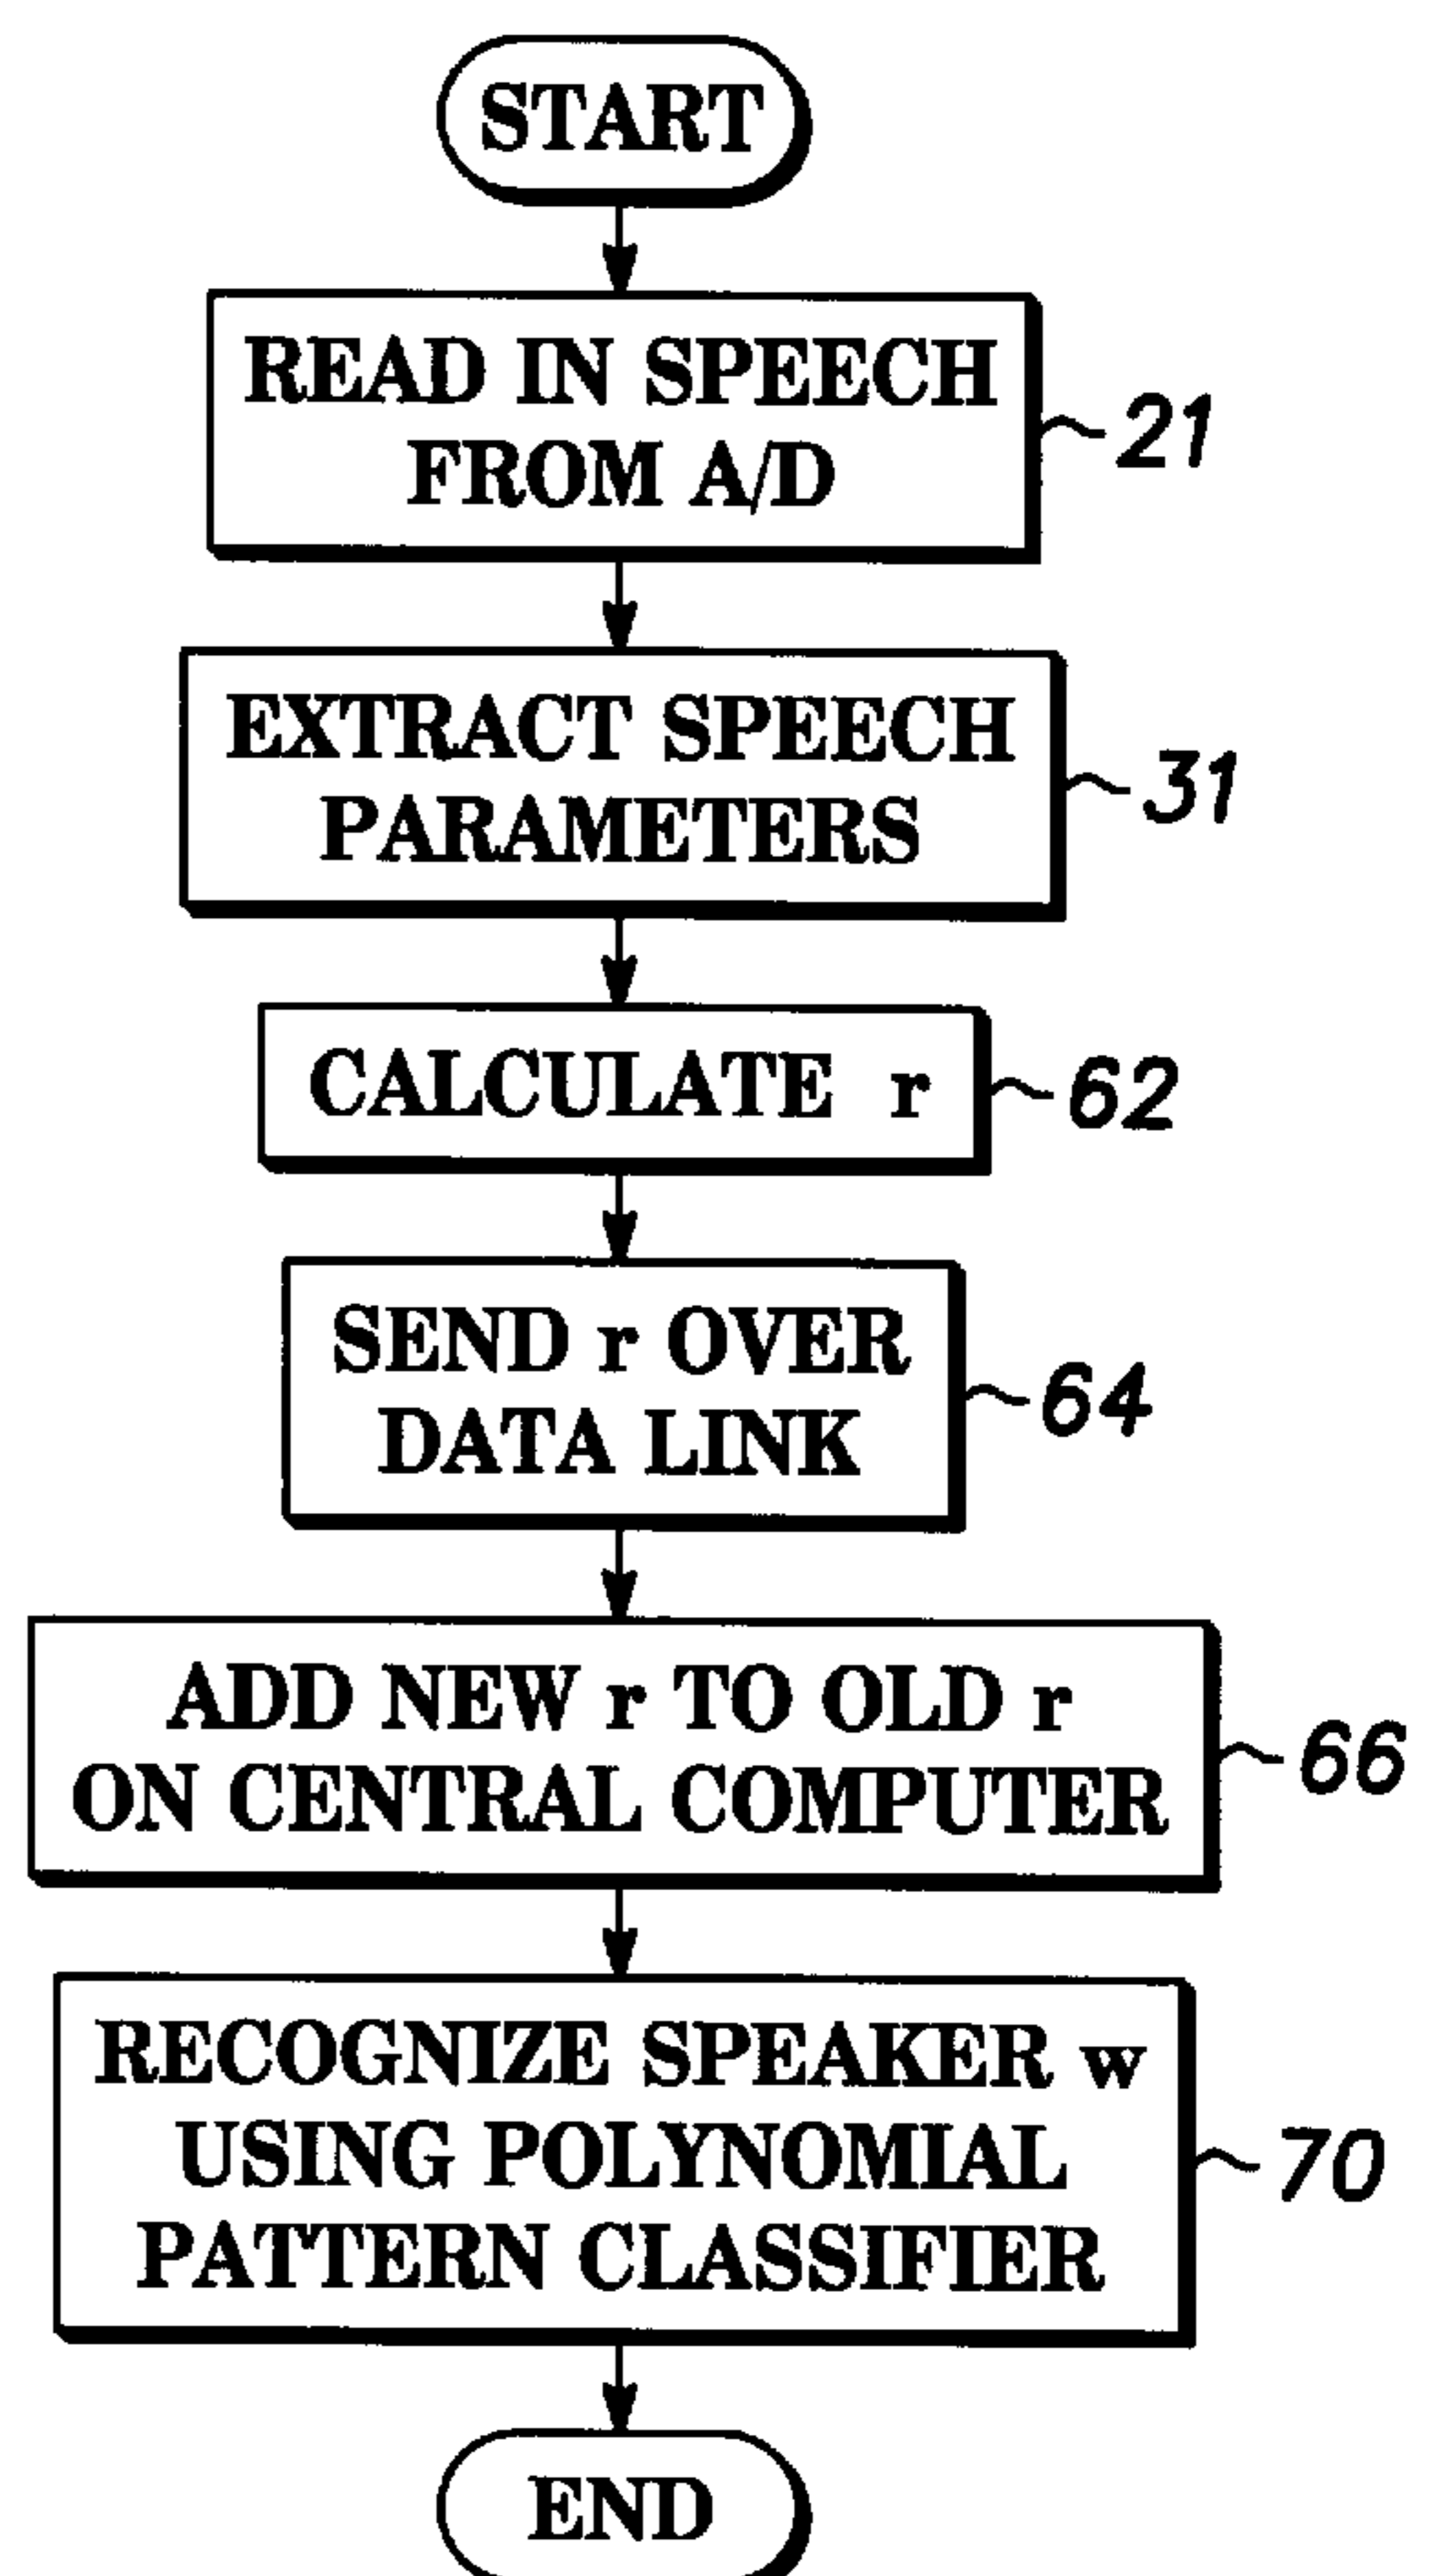 START
READ IN SPEECH
FROM A/D
21
EXTRACT SPEECH
PARAMETERS
31
CALCULATE r
62
SEND r OVER
DATA LINK
64
ADD NEW r TO OLD r
ON CENTRAL COMPUTER
66
RECOGNIZE SPEAKER w
USING POLYNOMIAL
PATTERN CLASSIFIER
70
END